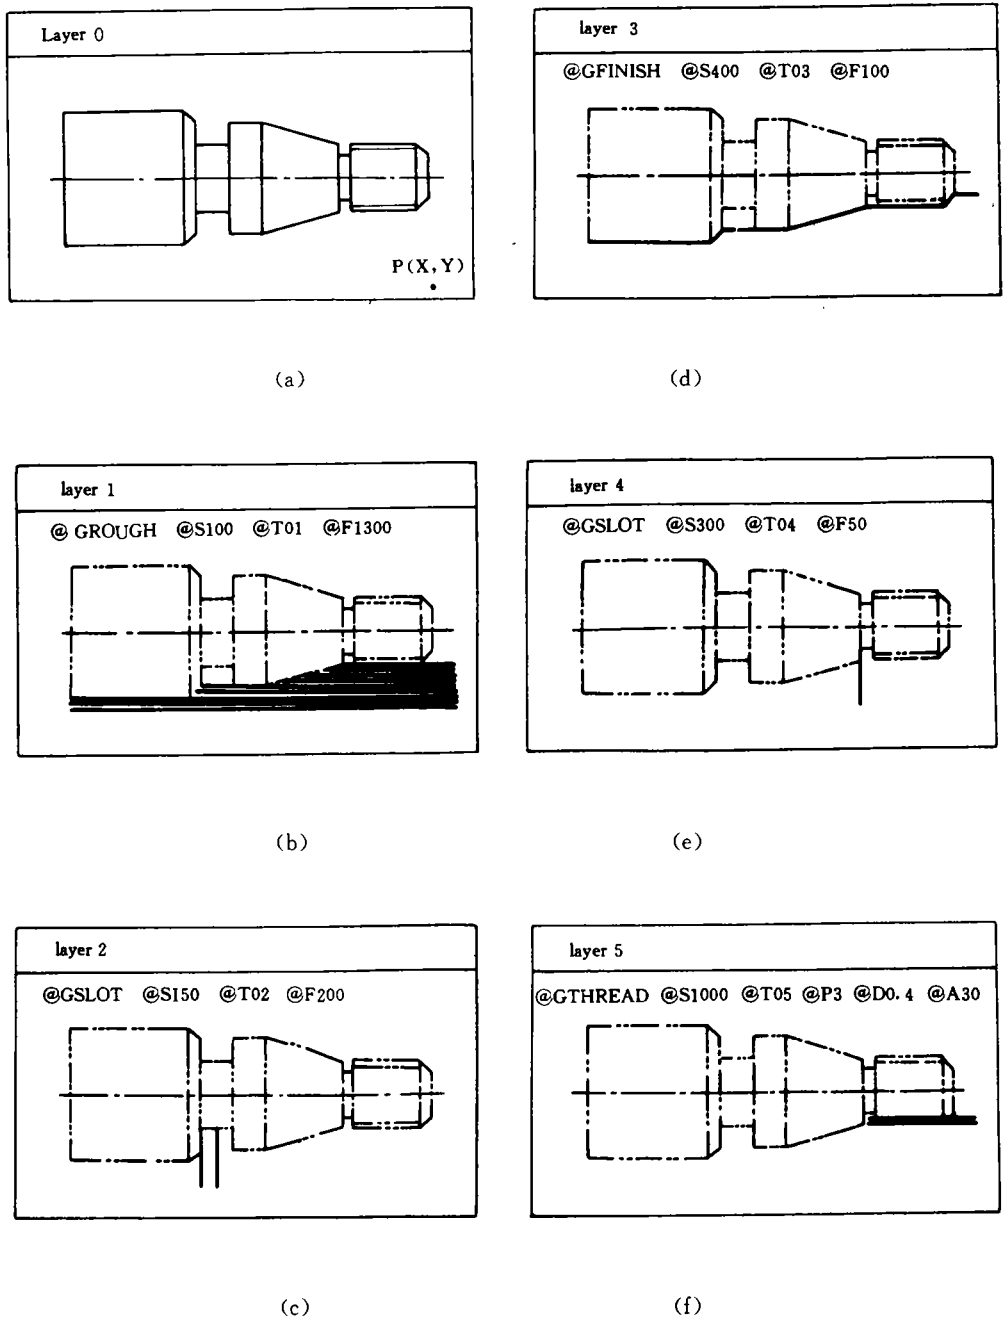 Layer 0
P(X,Y)
(a)
layer 1
@ GROUGH @S100 @T01 @F1300
(b)
layer 2
@GSLOT @S150 @T02 @F200
(c)
layer 3
@GFINISH @S400 @T03 @F100
(d)
layer 4
@GSLOT @S300 @T04 @F50
(e)
layer 5
@GTHREAD @S1000 @T05 @P3 @D0.4 @A30
(f)